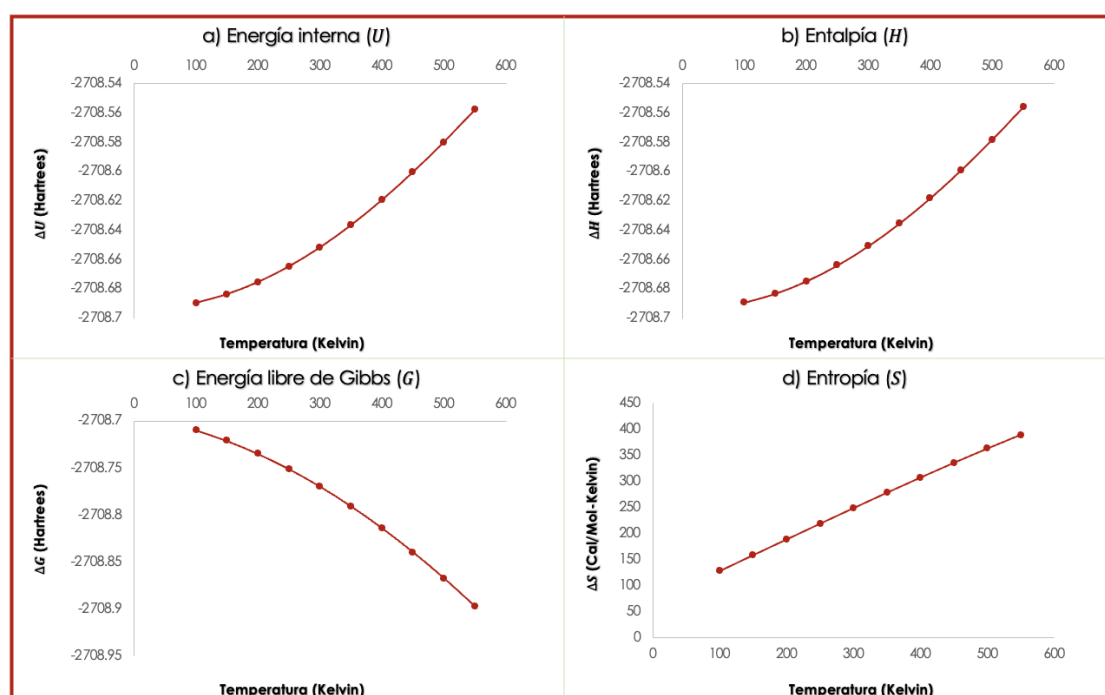 a) Energía interna (U)
0 100 200 300 400 500 600
-2708.54
-2708.56
-2708.58
-2708.6
-2708.62
-2708.64
-2708.66
-2708.68
-2708.7
ΔU (Hartrees)
Temperatura (Kelvin)
b) Entalpía (H)
0 100 200 300 400 500 600
-2708.54
-2708.56
-2708.58
-2708.6
-2708.62
-2708.64
-2708.66
-2708.68
-2708.7
ΔH (Hartrees)
Temperatura (Kelvin)
c) Energía libre de Gibbs (G)
0 100 200 300 400 500 600
-2708.7
-2708.75
-2708.8
-2708.85
-2708.9
-2708.95
ΔG (Hartrees)
Temperatura (Kelvin)
d) Entropía (S)
450
400
350
300
250
200
150
100
50
0
ΔS (Cal/Mol-Kelvin)
0 100 200 300 400 500 600
Temperatura (Kelvin)